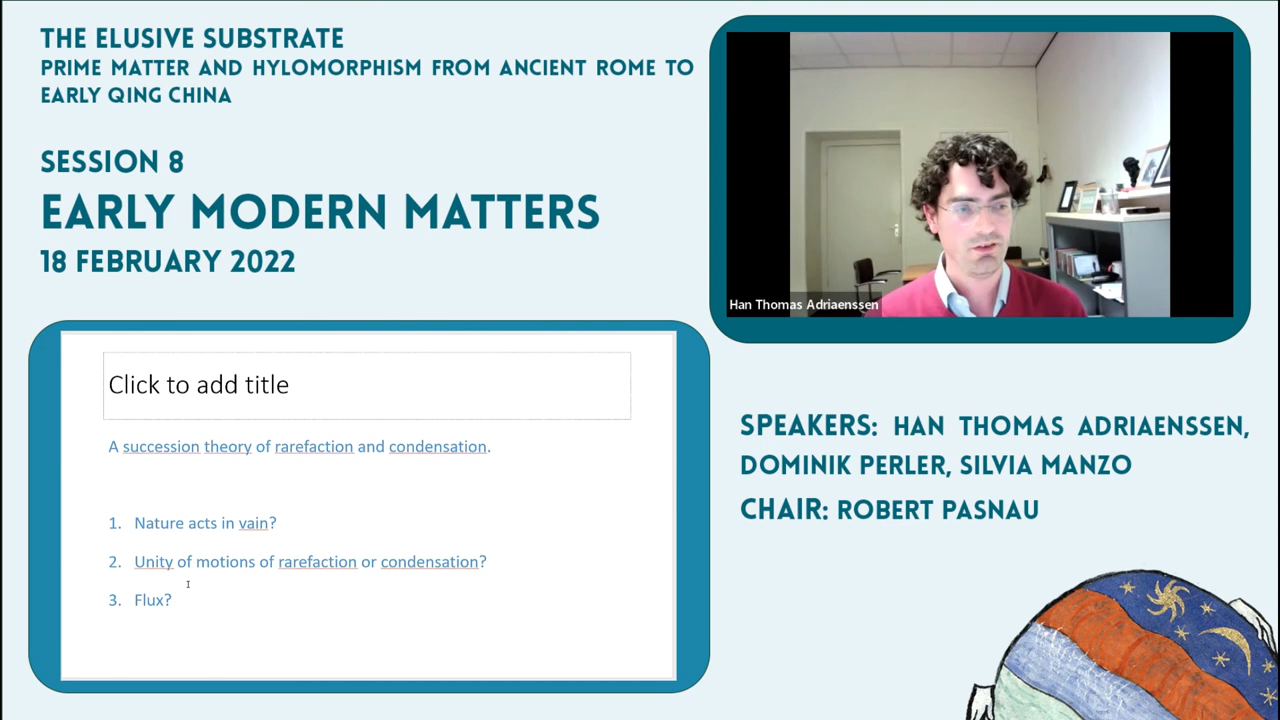 THE ELUSIVE SUBSTRATE
PRIME MATTER AND HYLOMORPHISM FROM ANCIENT ROME TO
EARLY QING CHINA
SESSION 8
EARLY MODERN MATTERS
18 FEBRUARY 2022
Han Thomas Adriaenssen
Click to add title
A succession theory of rarefaction and condensation.
1. Nature acts in vain?
2. Unity of motions of rarefaction or condensation?
3. Flux?
SPEAKERS: HAN THOMAS ADRIAENSSEN,
DOMINIK PERLER, SILVIA MANZO
CHAIR: ROBERT PASNAU